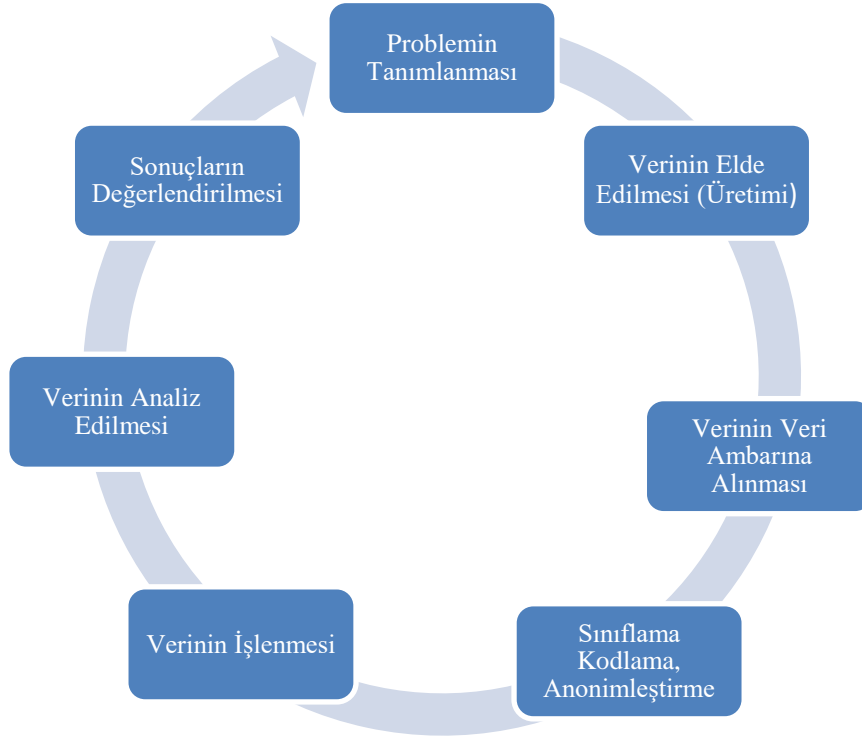 Problemin
Tanımlanması
Verinin Elde
Edilmesi (Üretimi)
Verinin Veri
Ambarına
Alınması
Sınıflama
Kodlama,
Anonimleştirme
Verinin İşlenmesi
Verinin Analiz
Edilmesi
Sonuçların
Değerlendirilmesi